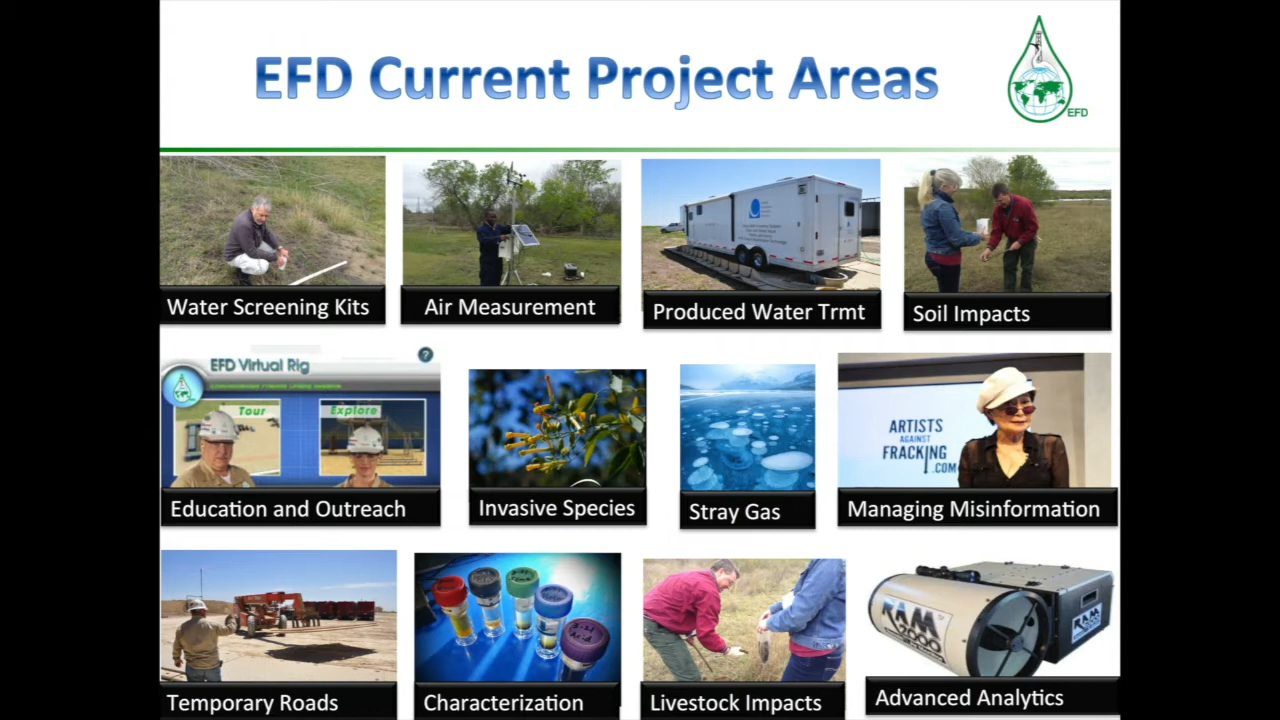 EFD Current Project Areas
EFD
Water Screening Kits
Air Measurement
Produced Water Trmt
Soil Impacts
EFD Virtual Rig
?
Tour
Explore
ARTISTS
AGAINST
FRACKING
.COM
Education and Outreach
Invasive Species
Stray Gas
Managing Misinformation
RAM
2000
RAM
2000
Temporary Roads
Characterization
Livestock Impacts
Advanced Analytics